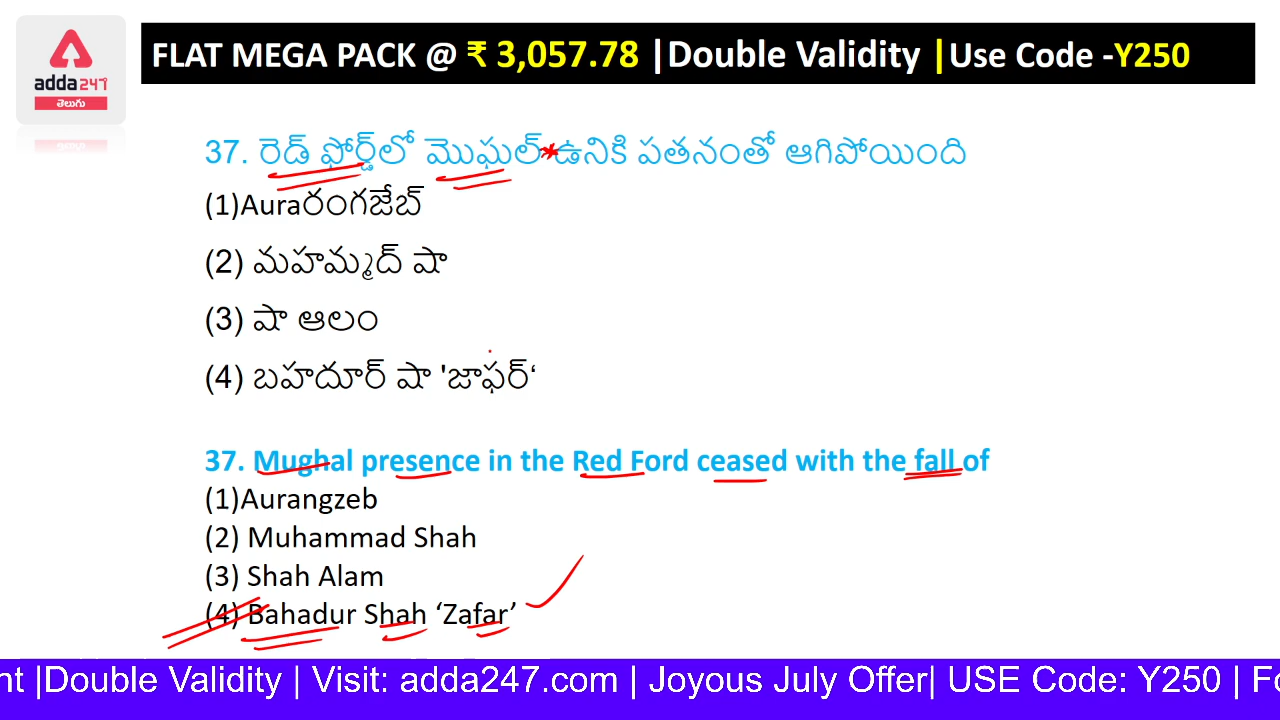 FLAT MEGA PACK @ ₹ 3,057.78 |Double Validity |Use Code -Y250
adda247
తెలుగు
37. రెడ్ ఫోర్డ్‌లో మొఘల్ ఉనికి పతనంతో ఆగిపోయింది
(1)Auraరంగజేబ్
(2) మహమ్మద్ షా
(3) షా ఆలం
(4) బహదూర్ షా 'జాఫర్‘
37. Mughal presence in the Red Ford ceased with the fall of
(1)Aurangzeb
(2) Muhammad Shah
(3) Shah Alam
(4) Bahadur Shah ‘Zafar’
nt |Double Validity | Visit: adda247.com | Joyous July Offer| USE Code: Y250 | Fo